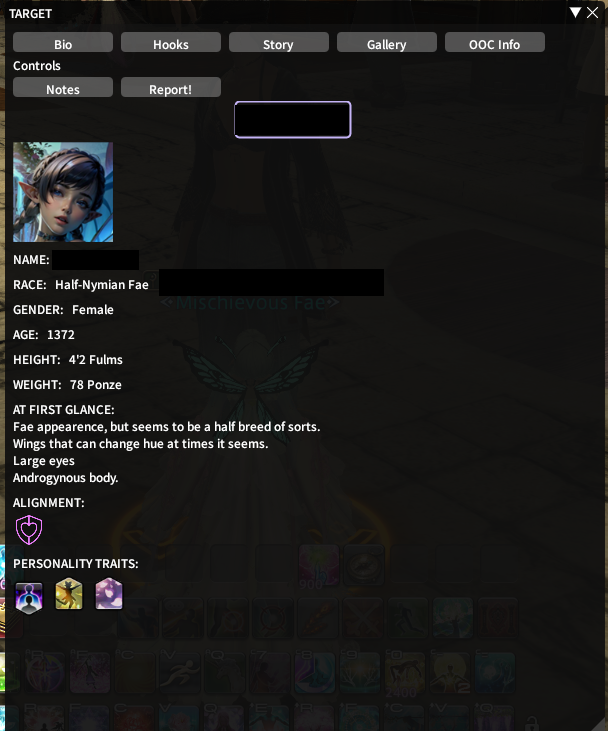 TARGET
Bio Hooks Story Gallery OOC Info
Controls
Notes Report!
NAME:
RACE: Half-Nymian Fae
«Mischievous Fae»
GENDER: Female
AGE: 1372
HEIGHT: 4'2 Fulms
WEIGHT: 78 Ponze
AT FIRST GLANCE:
Fae appearence, but seems to be a half breed of sorts.
Wings that can change hue at times it seems.
Large eyes
Androgynous body.
ALIGNMENT:
PERSONALITY TRAITS: